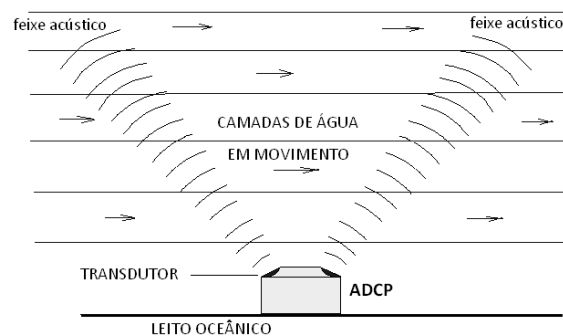 feixe acústico feixe acústico
CAMADAS DE ÁGUA
EM MOVIMENTO
TRANSDUTOR
ADCP
LEITO OCEÂNICO